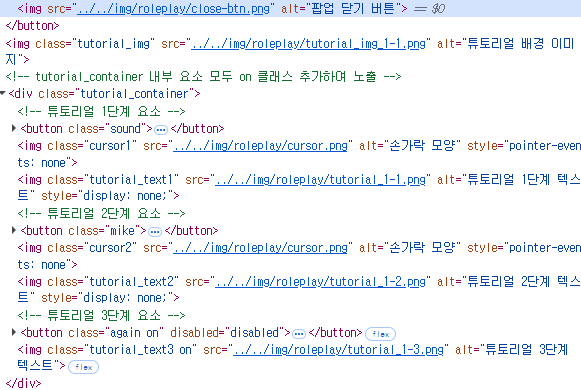 <img src="../../img/roleplay/close-btn.png" alt="팝업 닫기 버튼"> == $0
</button>
<img class="tutorial_img" src="../../img/roleplay/tutorial_img_1-1.png" alt="튜토리얼 배경 이미
지">
<!-- tutorial_container 내부 요소 모두 on 클래스 추가하여 노출 -->
▼<div class="tutorial_container">
<!-- 튜토리얼 1단계 요소 -->
▶<button class="sound">⋯</button>
<img class="cursor1" src="../../img/roleplay/cursor.png" alt="손가락 모양" style="pointer-even
ts: none">
<img class="tutorial_text1" src="../../img/roleplay/tutorial_1-1.png" alt="튜토리얼 1단계 텍스
트" style="display: none;">
<!-- 튜토리얼 2단계 요소 -->
▶<button class="mike">⋯</button>
<img class="cursor2" src="../../img/roleplay/cursor.png" alt="손가락 모양" style="pointer-even
ts: none">
<img class="tutorial_text2" src="../../img/roleplay/tutorial_1-2.png" alt="튜토리얼 2단계 텍스
트" style="display: none;">
<!-- 튜토리얼 3단계 요소 -->
▶<button class="again on" disabled="disabled">⋯</button> flex
<img class="tutorial_text3 on" src="../../img/roleplay/tutorial_1-3.png" alt="튜토리얼 3단계
텍스트"> flex
</div>